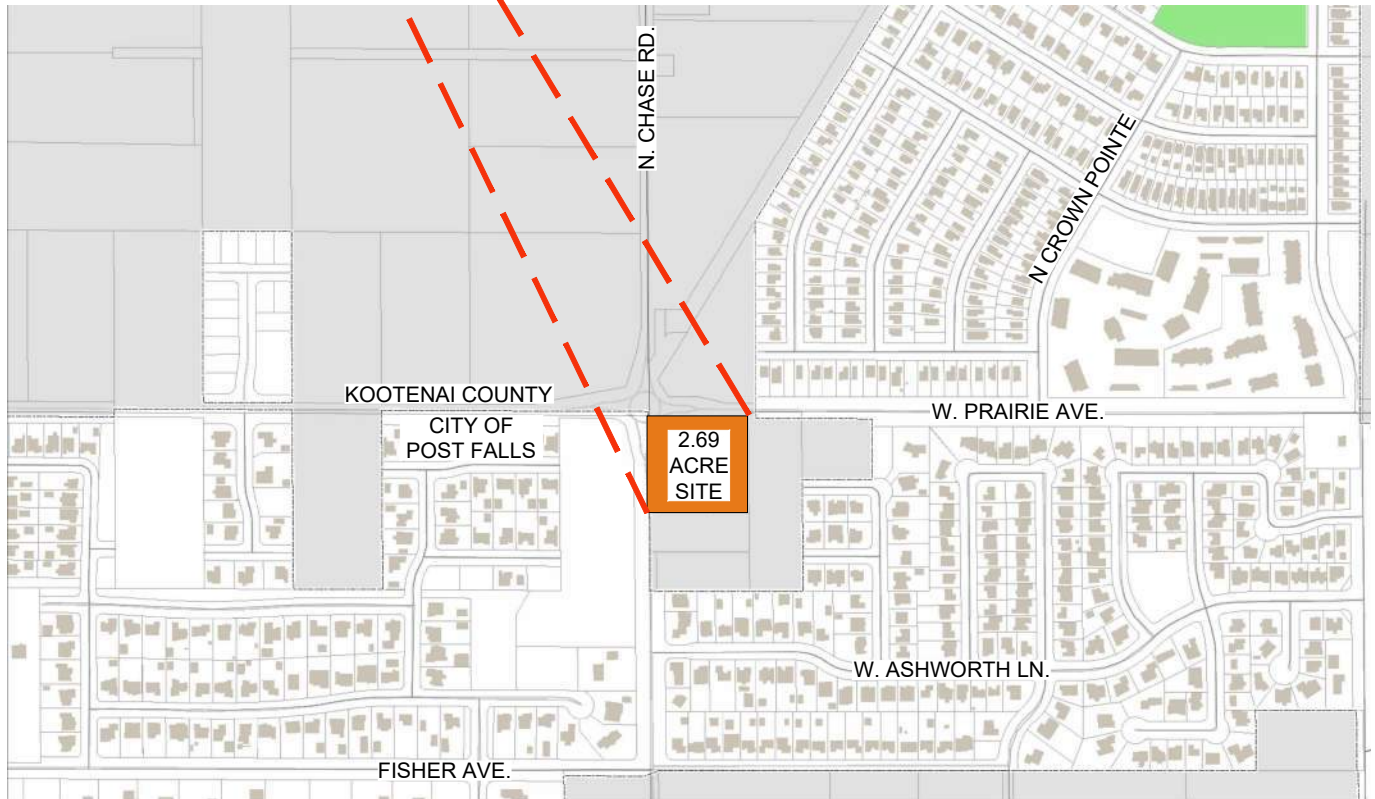 N. CHASE RD.
N CROWN POINTE
KOOTENAI COUNTY
CITY OF
POST FALLS
W. PRAIRIE AVE.
2.69
ACRE
SITE
W. ASHWORTH LN.
FISHER AVE.